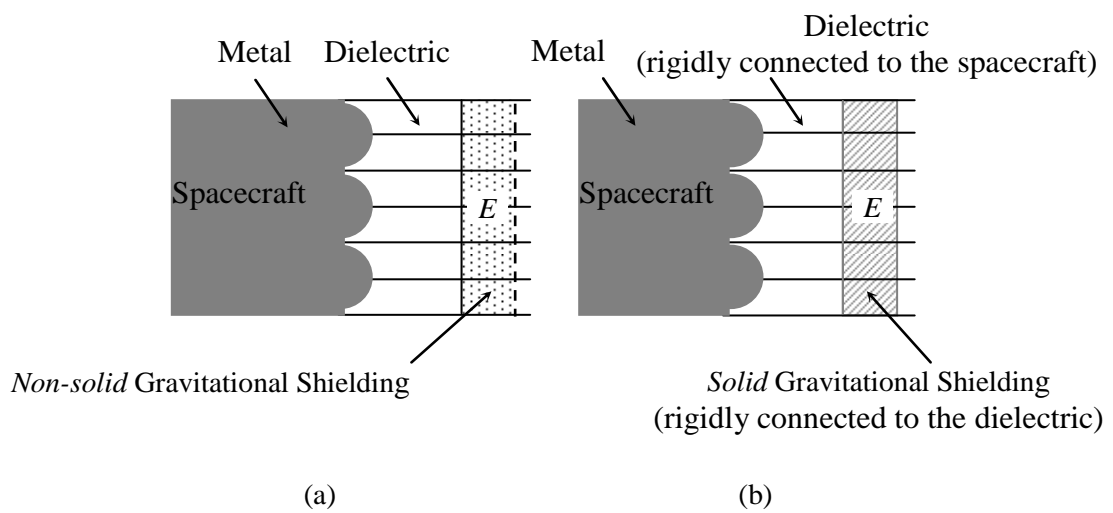 Metal
Dielectric
Spacecraft
E
Non-solid Gravitational Shielding
(a)
Metal
Dielectric
(rigidly connected to the spacecraft)
Spacecraft
E
Solid Gravitational Shielding
(rigidly connected to the dielectric)
(b)